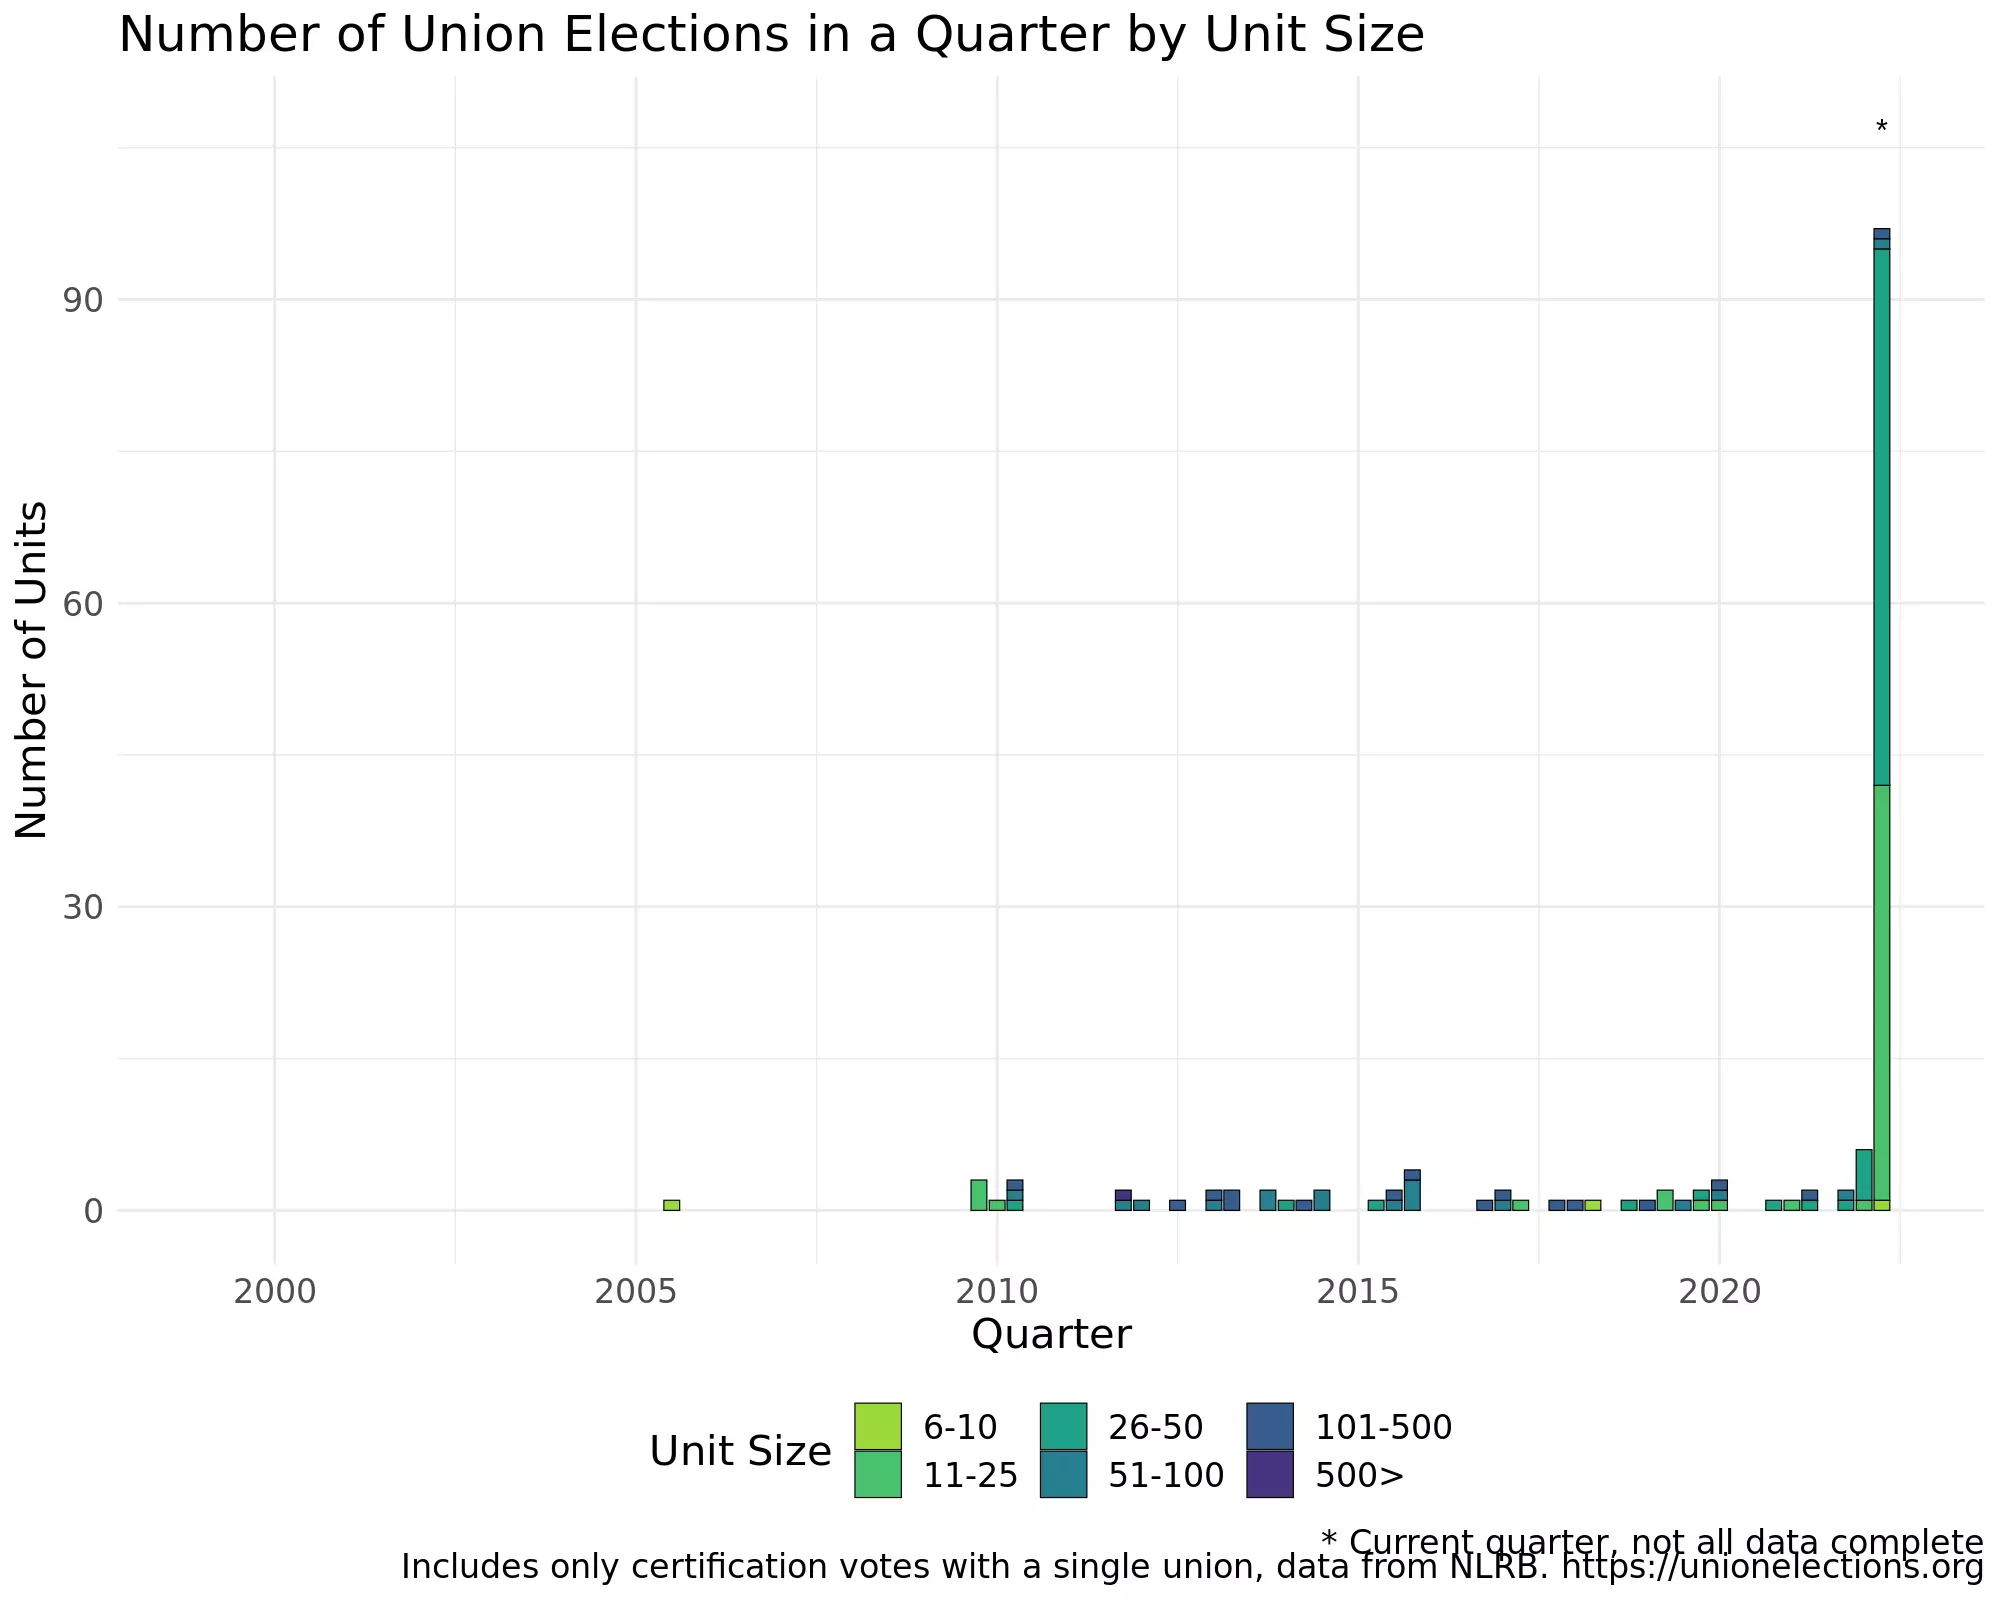 Number of Union Elections in a Quarter by Unit Size
*
90
60
30
0
Number of Units
2000 2005 2010 2015 2020
Quarter
Unit Size
6-10 26-50 101-500
11-25 51-100 500>
* Current quarter, not all data complete
Includes only certification votes with a single union, data from NLRB. https://unionelections.org